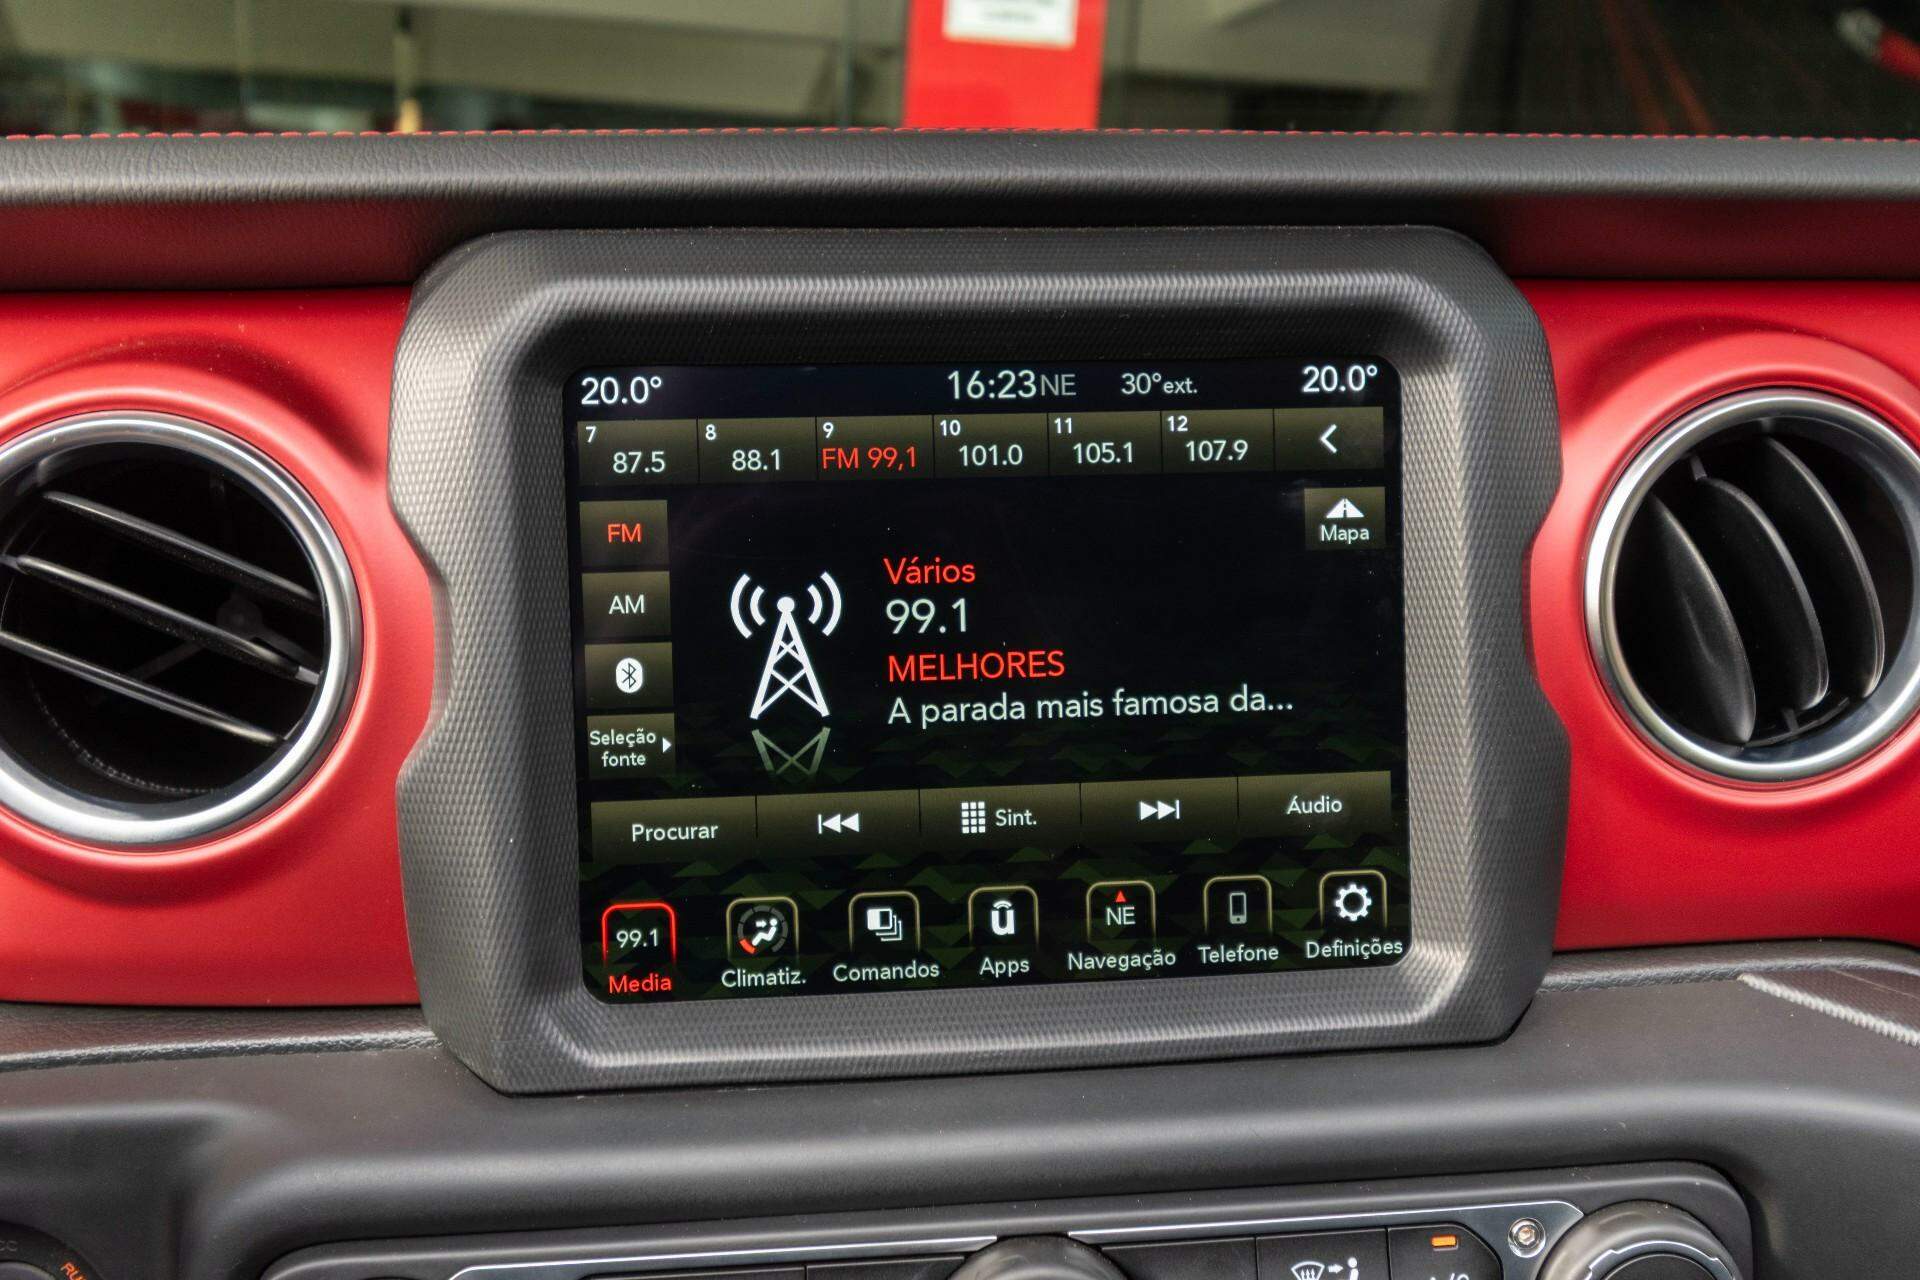 20.0° 16:23 NE 30°ext. 20.0°
7 8 9 10 11 12
87.5 88.1 FM 99,1 101.0 105.1 107.9
Mapa
FM
AM
Seleção
fonte
Vários
99.1
MELHORES
A parada mais famosa da...
Procurar Sint. Áudio
99.1 NE
Media Climatiz. Comandos Apps Navegação Telefone Definições